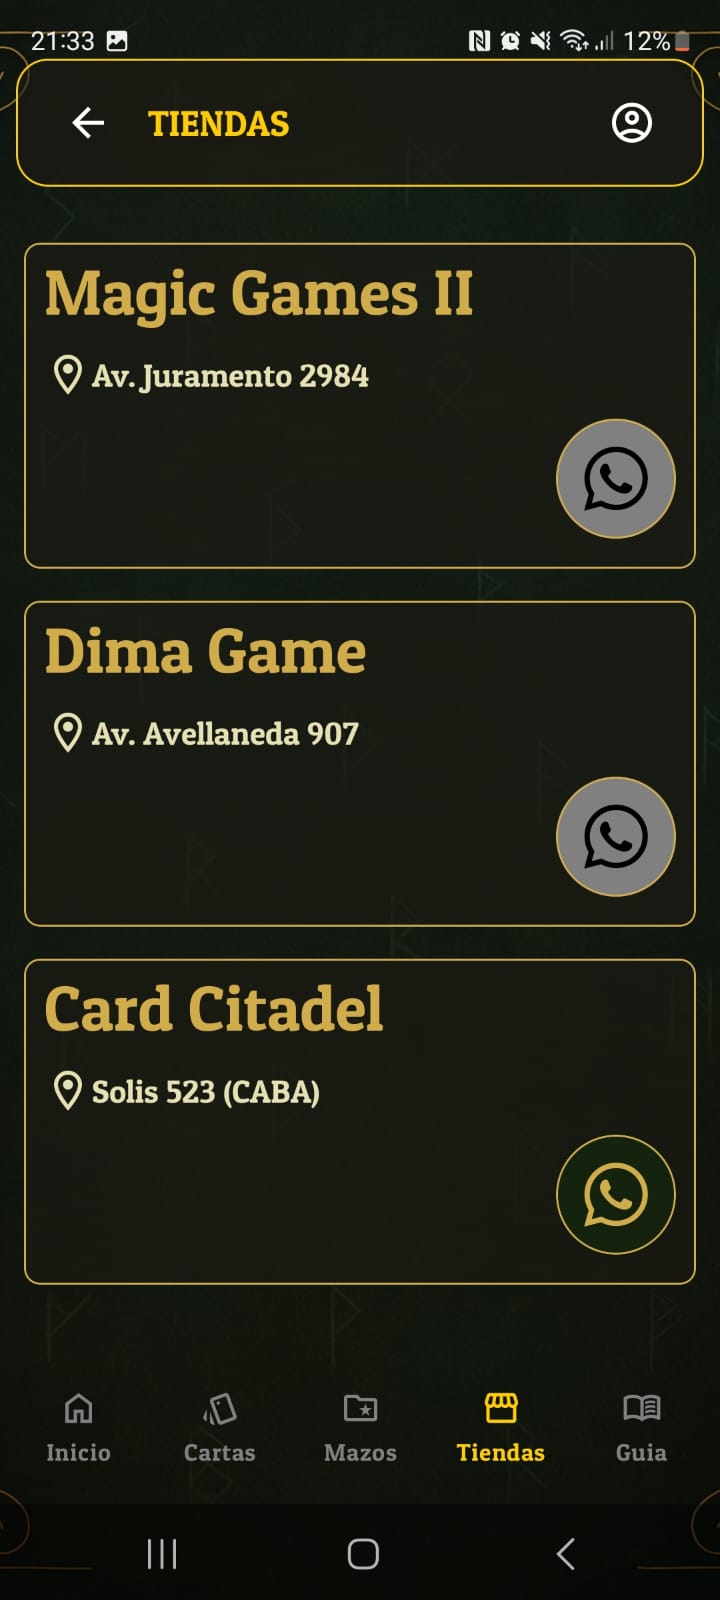 21:33 12%
TIENDAS
Magic Games II
Av. Juramento 2984
Dima Game
Av. Avellaneda 907
Card Citadel
Solis 523 (CABA)
Inicio Cartas Mazos Tiendas Guia